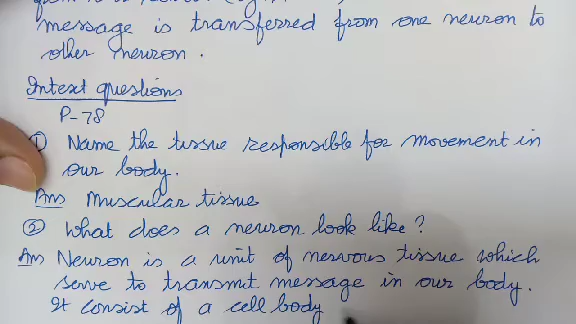 message is transferred from one neuron to
other neuron.
Intext questions
P-78
① Name the tissue responsible for movement in
our body.
Ans Muscular tissue
② What does a neuron look like?
Ans Neuron is a unit of nervous tissue which
serve to transmit message in our body.
It consist of a cell body